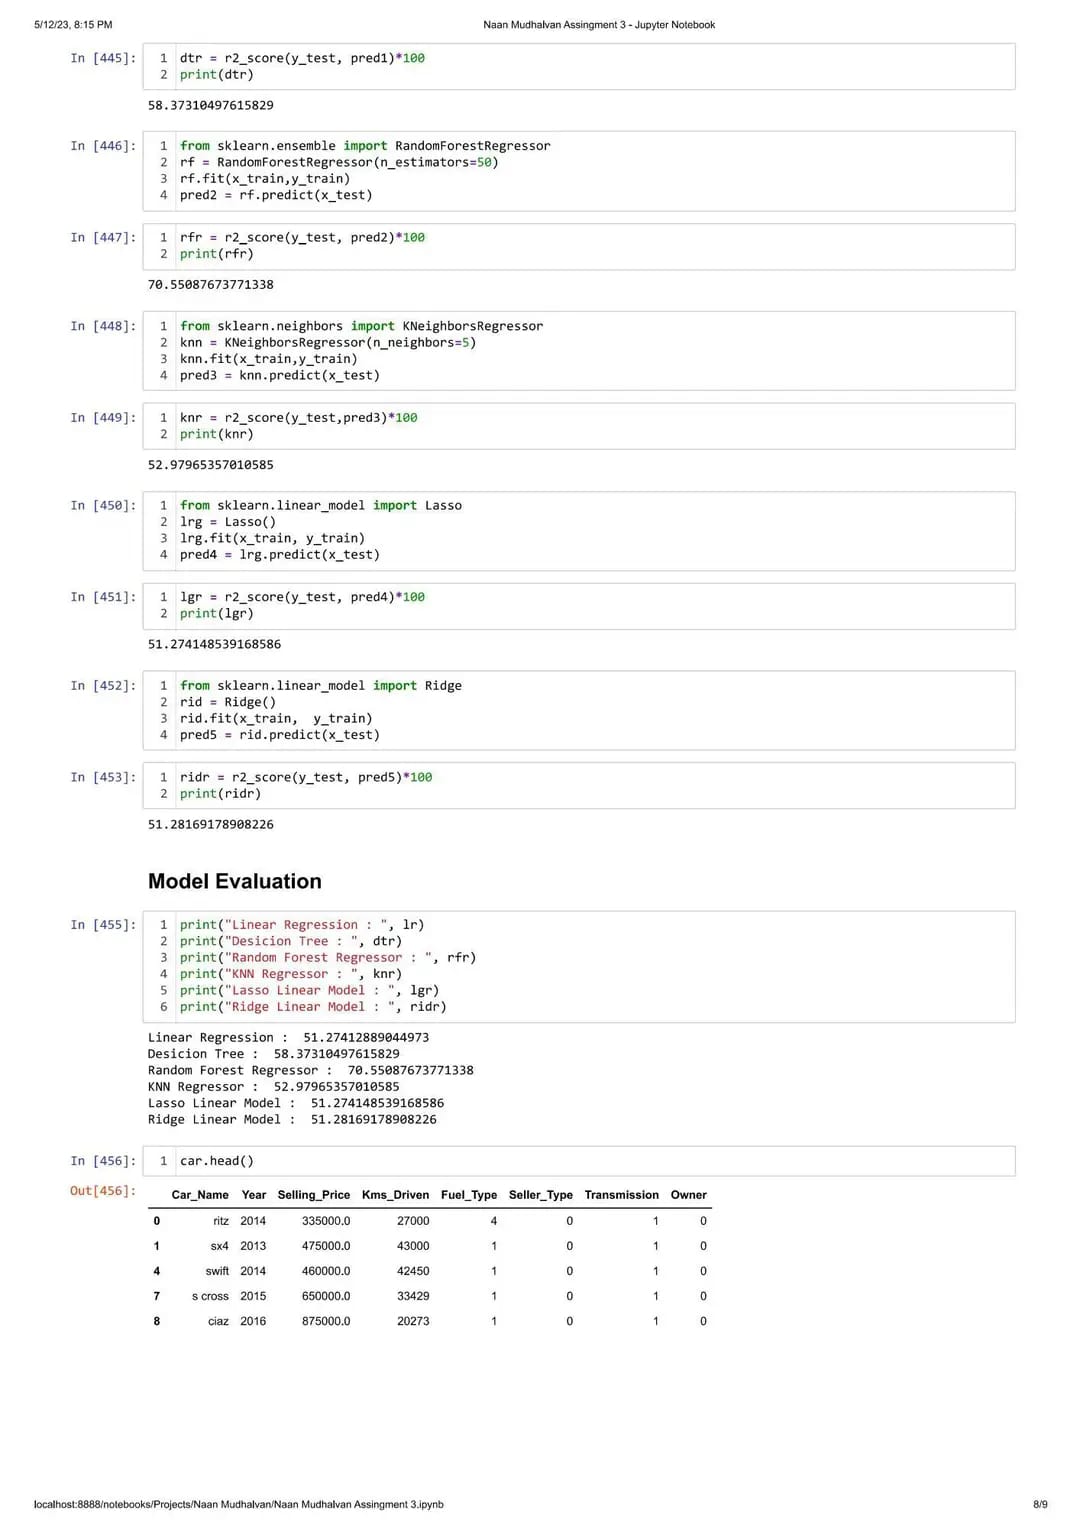 5/12/23, 8:15 PM Naan Mudhalvan Assingment 3 - Jupyter Notebook
In [445]: 1 dtr = r2_score(y_test, pred1)*100
2 print(dtr)
58.37310497615829
In [446]: 1 from sklearn.ensemble import RandomForestRegressor
2 rf = RandomForestRegressor(n_estimators=50)
3 rf.fit(x_train,y_train)
4 pred2 = rf.predict(x_test)
In [447]: 1 rfr = r2_score(y_test, pred2)*100
2 print(rfr)
70.55087673771338
In [448]: 1 from sklearn.neighbors import KNeighborsRegressor
2 knn = KNeighborsRegressor(n_neighbors=5)
3 knn.fit(x_train,y_train)
4 pred3 = knn.predict(x_test)
In [449]: 1 knr = r2_score(y_test,pred3)*100
2 print(knr)
52.97965357010585
In [450]: 1 from sklearn.linear_model import Lasso
2 lrg = Lasso()
3 lrg.fit(x_train, y_train)
4 pred4 = lrg.predict(x_test)
In [451]: 1 lgr = r2_score(y_test, pred4)*100
2 print(lgr)
51.274148539168586
In [452]: 1 from sklearn.linear_model import Ridge
2 rid = Ridge()
3 rid.fit(x_train,  y_train)
4 pred5 = rid.predict(x_test)
In [453]: 1 ridr = r2_score(y_test, pred5)*100
2 print(ridr)
51.28169178908226
Model Evaluation
In [455]: 1 print("Linear Regression : ", lr)
2 print("Desicion Tree : ", dtr)
3 print("Random Forest Regressor : ", rfr)
4 print("KNN Regressor : ", knr)
5 print("Lasso Linear Model : ", lgr)
6 print("Ridge Linear Model : ", ridr)
Linear Regression :  51.27412889044973
Desicion Tree :  58.37310497615829
Random Forest Regressor :  70.55087673771338
KNN Regressor :  52.97965357010585
Lasso Linear Model :  51.274148539168586
Ridge Linear Model :  51.28169178908226
In [456]: 1 car.head()
Out[456]: Car_Name Year Selling_Price Kms_Driven Fuel_Type Seller_Type Transmission Owner
0 ritz 2014 335000.0 27000 4 0 1 0
1 sx4 2013 475000.0 43000 1 0 1 0
4 swift 2014 460000.0 42450 1 0 1 0
7 s cross 2015 650000.0 33429 1 0 1 0
8 ciaz 2016 875000.0 20273 1 0 1 0
localhost:8888/notebooks/Projects/Naan Mudhalvan/Naan Mudhalvan Assingment 3.ipynb 8/9